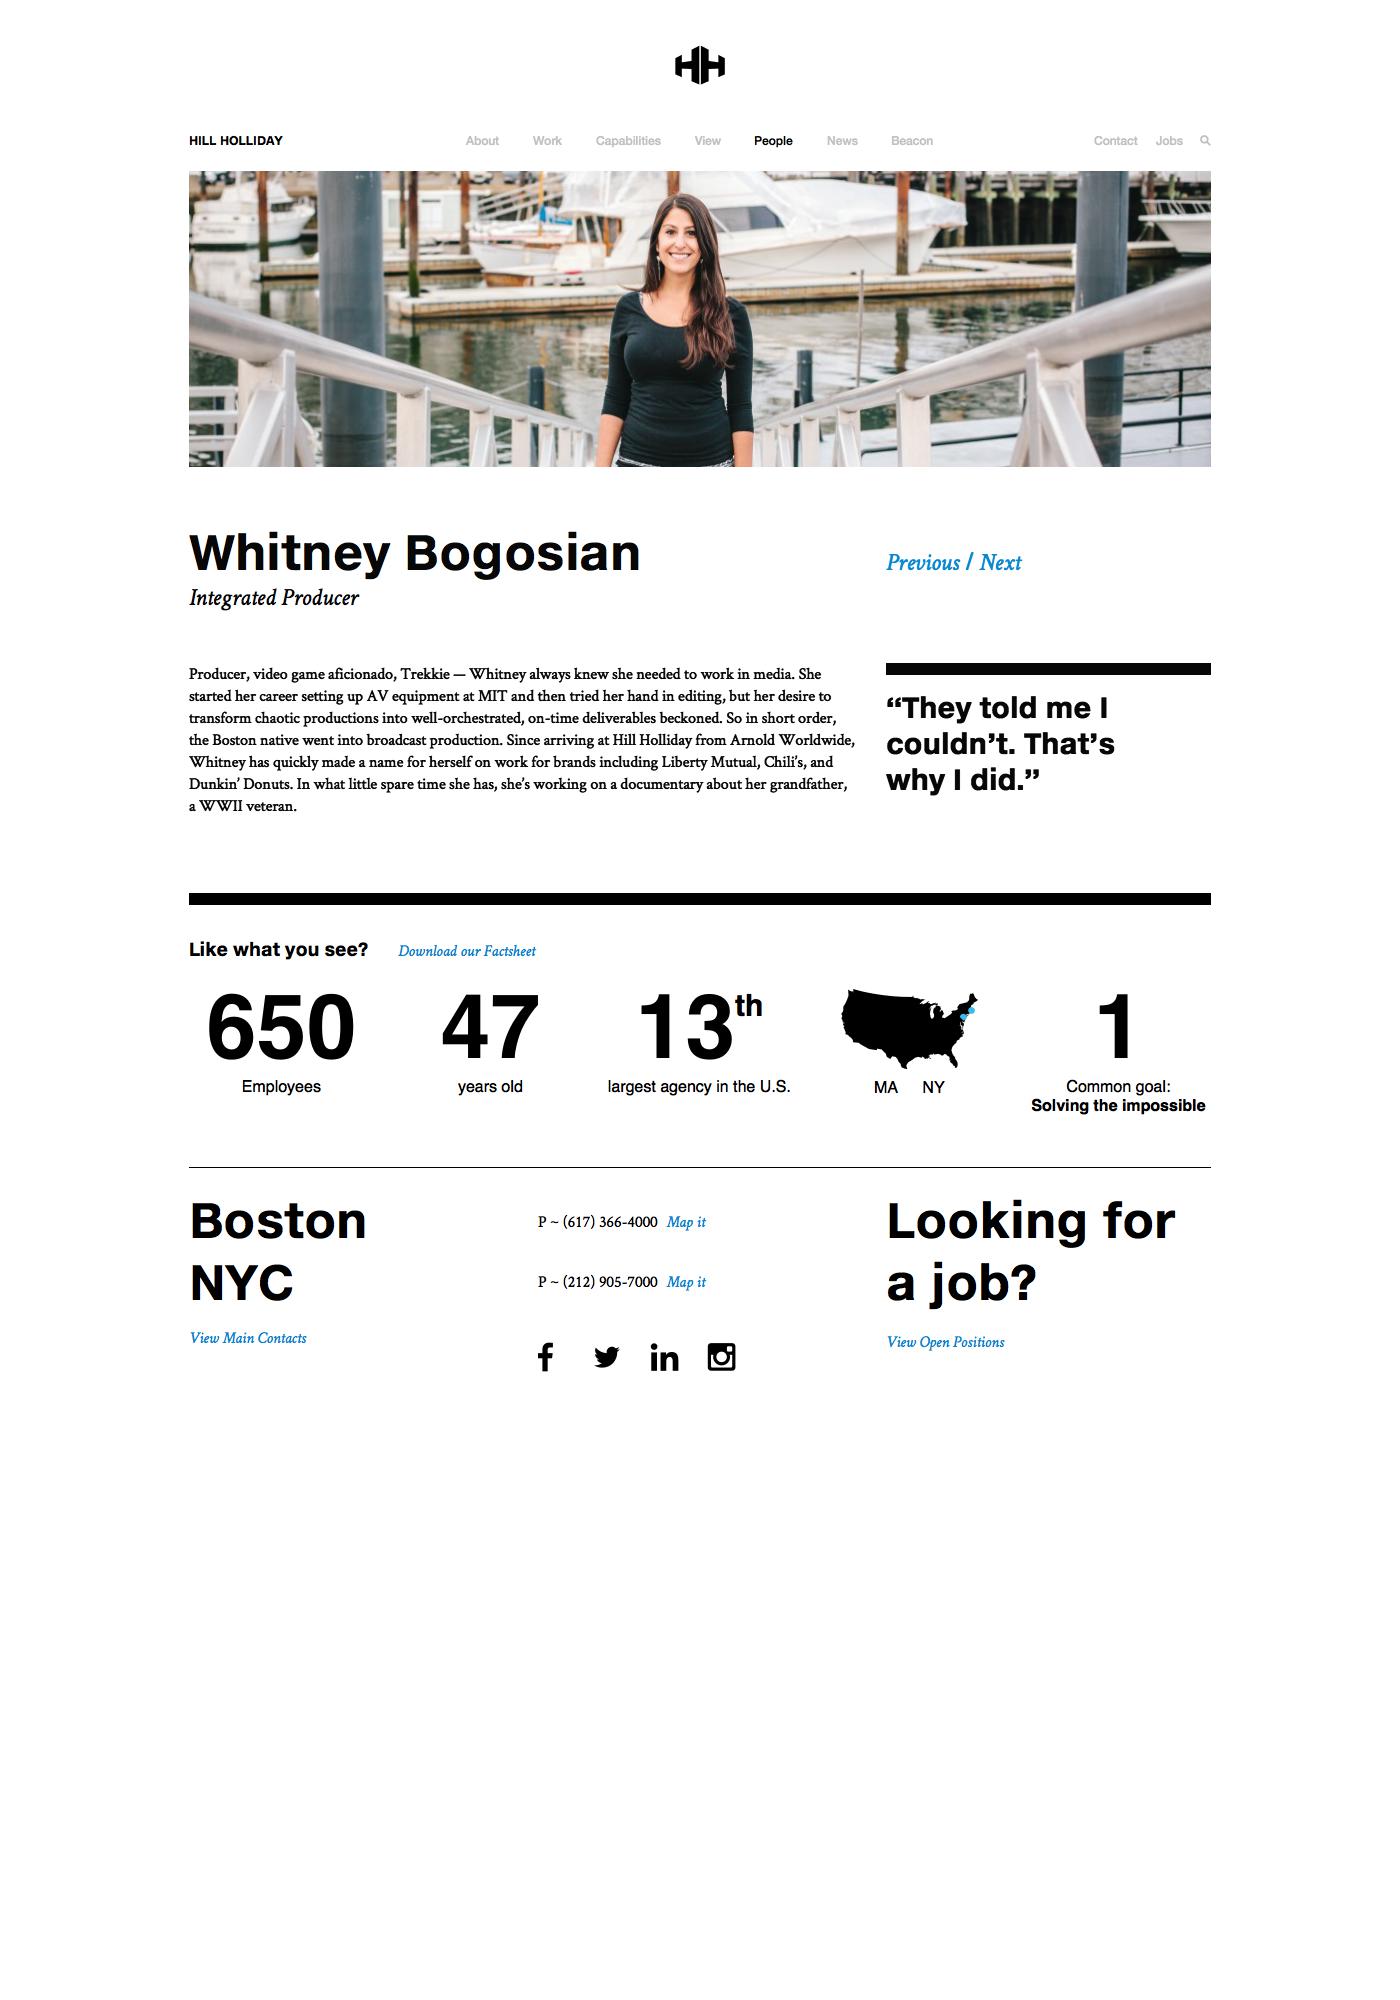 HILL HOLLIDAY About Work Capabilities View People News Beacon Contact Jobs
Whitney Bogosian
Previous / Next
Integrated Producer
Producer, video game aficionado, Trekkie — Whitney always knew she needed to work in media. She
started her career setting up AV equipment at MIT and then tried her hand in editing, but her desire to
transform chaotic productions into well-orchestrated, on-time deliverables beckoned. So in short order,
the Boston native went into broadcast production. Since arriving at Hill Holliday from Arnold Worldwide,
Whitney has quickly made a name for herself on work for brands including Liberty Mutual, Chili’s, and
Dunkin’ Donuts. In what little spare time she has, she’s working on a documentary about her grandfather,
a WWII veteran.
“They told me I
couldn’t. That’s
why I did.”
Like what you see? Download our Factsheet
650
Employees
47
years old
13th
largest agency in the U.S.
MA NY
1
Common goal:
Solving the impossible
Boston
NYC
View Main Contacts
P ~ (617) 366-4000 Map it
P ~ (212) 905-7000 Map it
Looking for
a job?
View Open Positions